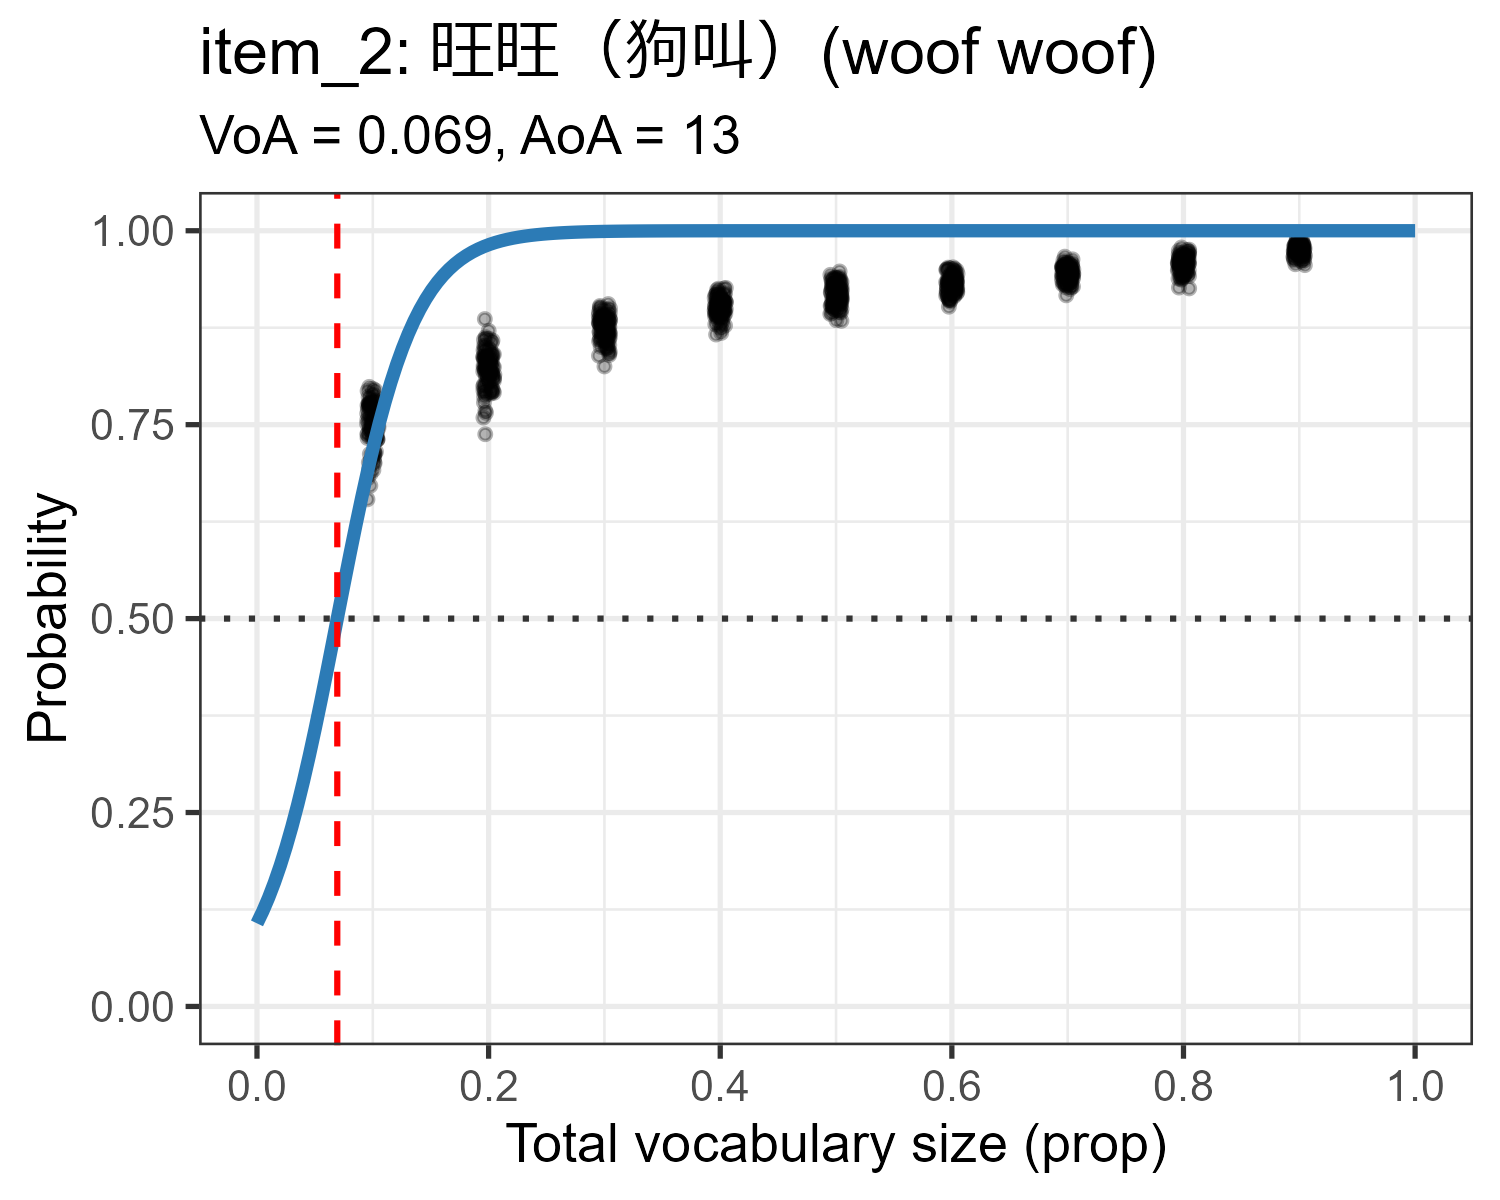 item_2: 旺旺（狗叫）(woof woof)
VoA = 0.069, AoA = 13
1.00
0.75
0.50
0.25
0.00
Probability
0.0 0.2 0.4 0.6 0.8 1.0
Total vocabulary size (prop)